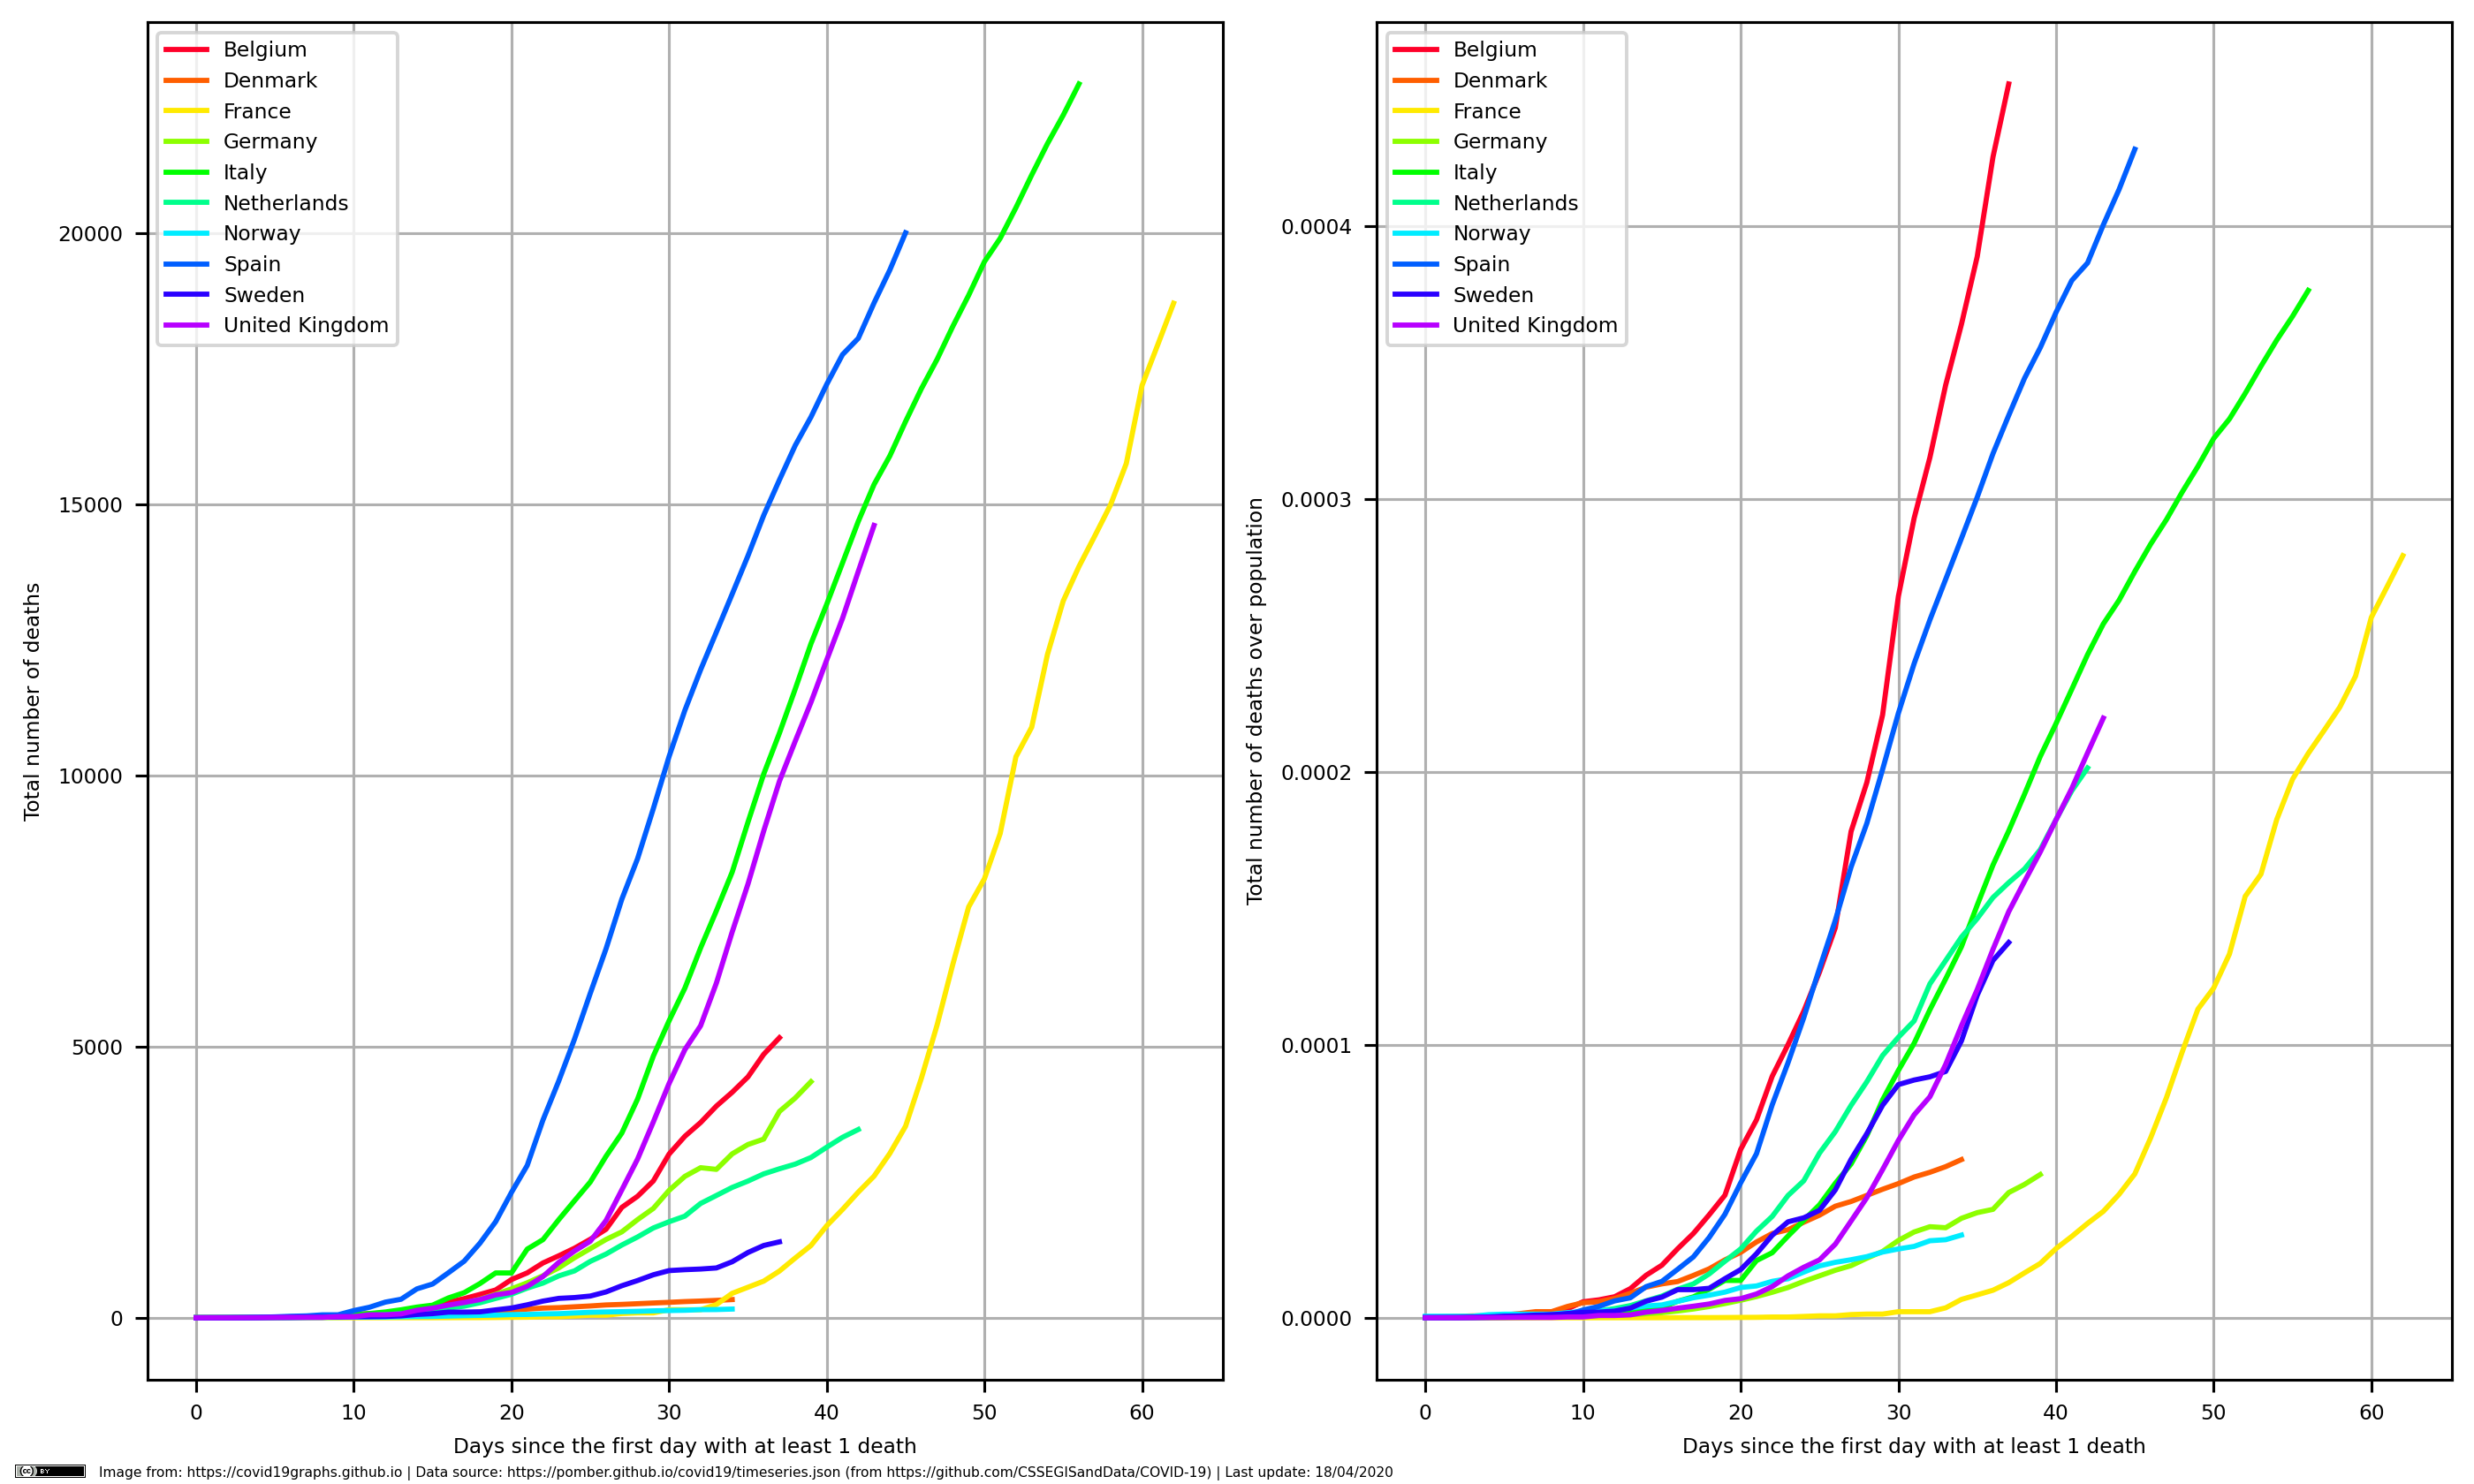 Belgium
Denmark
France
Germany
Italy
Netherlands
Norway
Spain
Sweden
United Kingdom
20000
15000
10000
5000
0
Total number of deaths
0 10 20 30 40 50 60
Days since the first day with at least 1 death
Belgium
Denmark
France
Germany
Italy
Netherlands
Norway
Spain
Sweden
United Kingdom
0.0004
0.0003
0.0002
0.0001
0.0000
Total number of deaths over population
0 10 20 30 40 50 60
Days since the first day with at least 1 death
(cc) BY Image from: https://covid19graphs.github.io | Data source: https://pomber.github.io/covid19/timeseries.json (from https://github.com/CSSEGISandData/COVID-19) | Last update: 18/04/2020